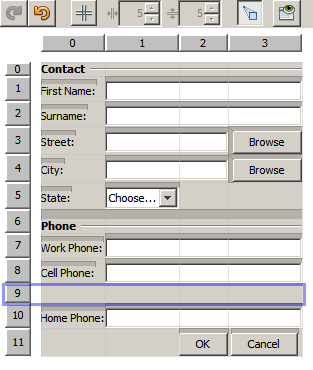 5 5
0 1 2 3
0 Contact
1 First Name:
2 Surname:
3 Street: Browse
4 City: Browse
5 State: Choose...
6
7 Phone
Work Phone:
8 Cell Phone:
9
10 Home Phone:
11 OK Cancel